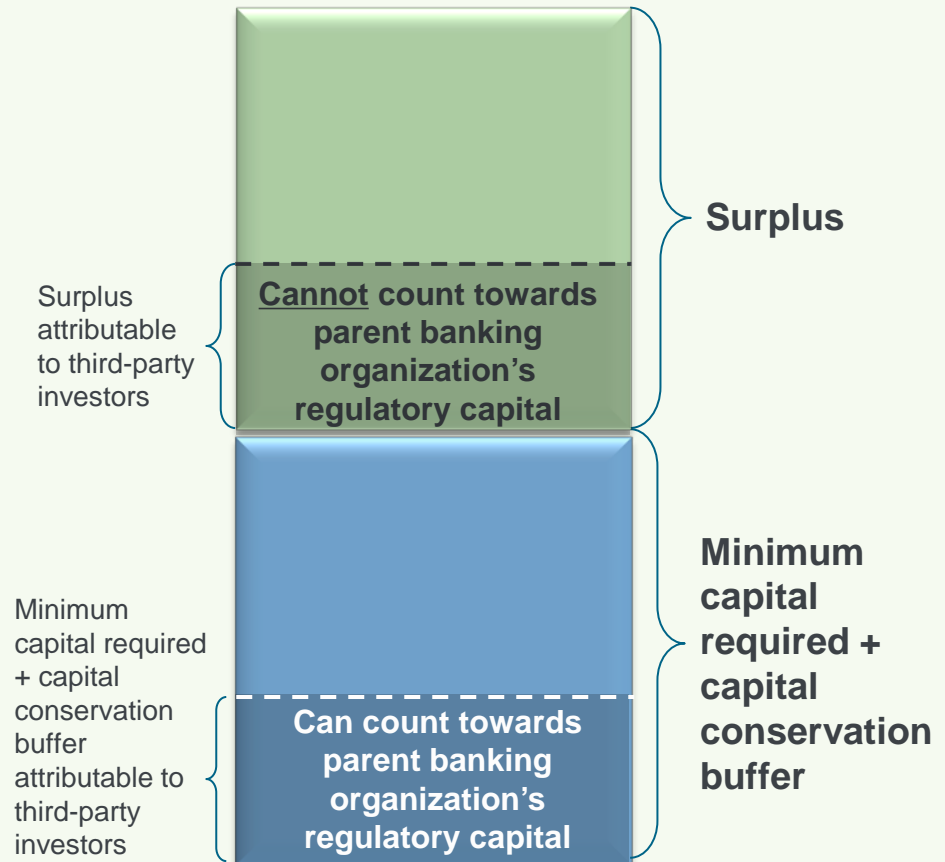 Surplus
Surplus
attributable
to third-party
investors
Cannot count towards
parent banking
organization's
regulatory capital
Minimum
capital
required +
capital
conservation
buffer
Minimum
capital required
+ capital
conservation
buffer
attributable to
third-party
investors
Can count towards
parent banking
organization's
regulatory capital